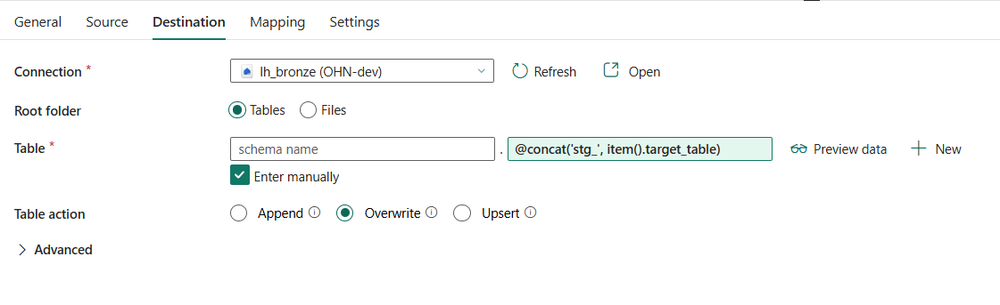 General Source Destination Mapping Settings
Connection * lh_bronze (OHN-dev) Refresh Open
Root folder Tables Files
Table * schema name . @concat('stg_', item().target_table) Preview data New
Enter manually
Table action Append Overwrite Upsert
Advanced